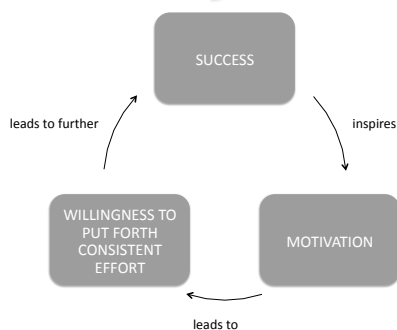 SUCCESS
leads to further
inspires
WILLINGNESS TO
PUT FORTH
CONSISTENT
EFFORT
MOTIVATION
leads to